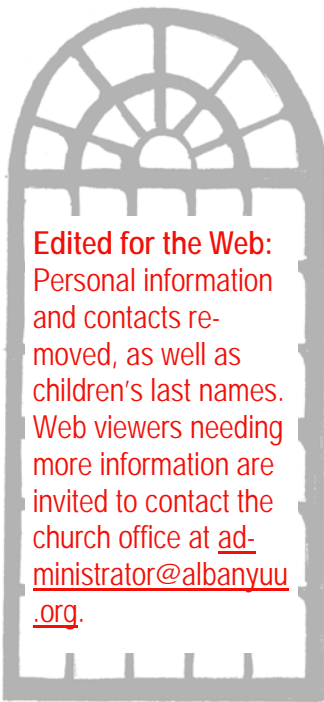 Edited for the Web:
Personal information
and contacts re-
moved, as well as
children's last names.
Web viewers needing
more information are
invited to contact the
church office at ad-
ministrator@albanyuu
.org.